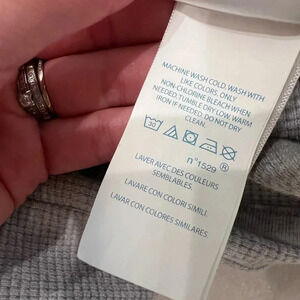 MACHINE WASH COLD, WASH WITH
LIKE COLORS. ONLY
NON-CHLORINE BLEACH WHEN
NEEDED. TUMBLE DRY LOW. WARM
IRON IF NEEDED. DO NOT DRY
CLEAN.
30
n°1529 ®
LAVER AVEC DES COULEURS
SEMBLABLES.
LAVARE CON COLORI SIMILI.
LAVAR CON COLORES SIMILARES.